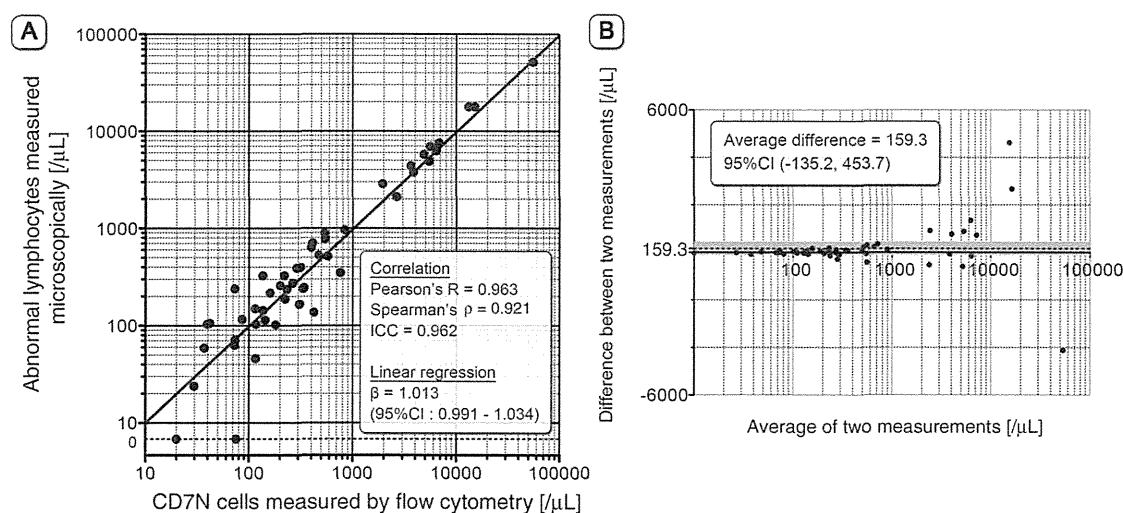 A
Abnormal lymphocytes measured
microscopically [/μL]
100000
10000
1000
100
10
0
10
100
1000
10000
100000
CD7N cells measured by flow cytometry [/μL]
Correlation
Pearson's R = 0.963
Spearman's ρ = 0.921
ICC = 0.962
Linear regression
β = 1.013
(95%CI : 0.991 - 1.034)
B
Difference between two measurements [/μL]
6000
159.3
-6000
Average difference = 159.3
95%CI (-135.2, 453.7)
100
1000
10000
100000
Average of two measurements [/μL]